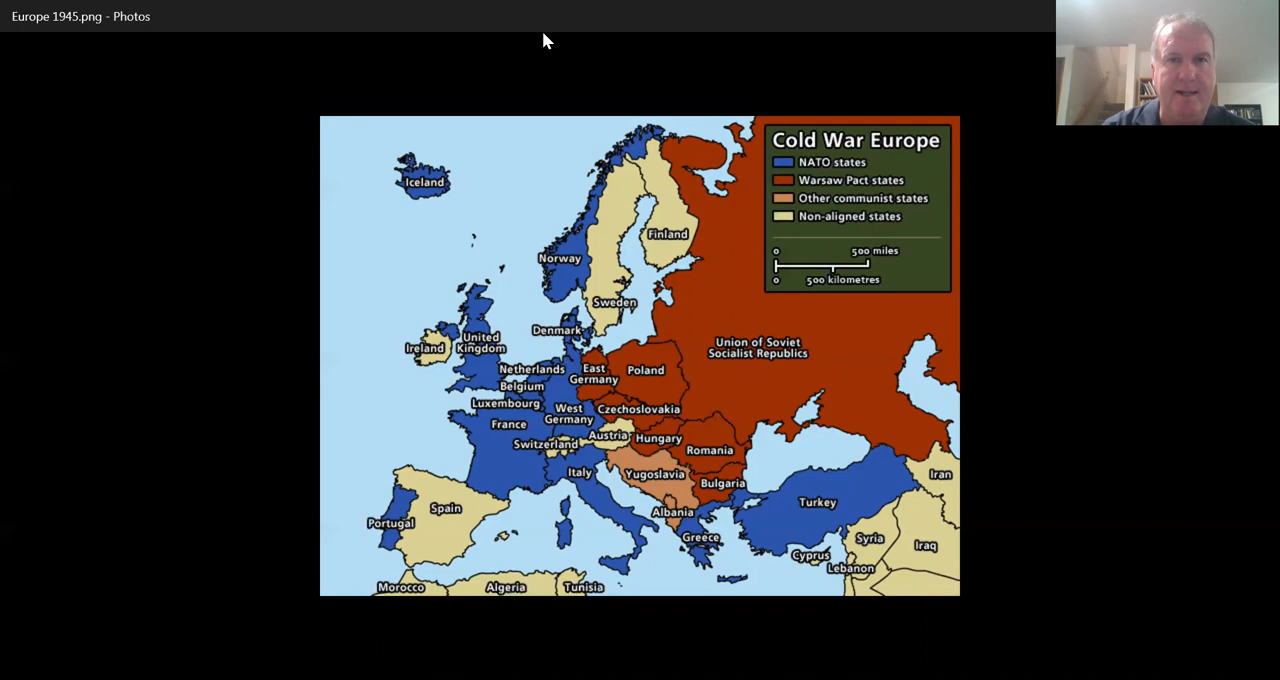 Europe 1945.png - Photos
Cold War Europe
NATO states
Warsaw Pact states
Other communist states
Non-aligned states
0 500 miles
0 500 kilometres
Iceland
Finland
Norway
Sweden
Denmark
Ireland
United
Kingdom
Union of Soviet
Socialist Republics
Netherlands
East
Germany
Poland
Belgium
Luxembourg
West
Germany
Czechoslovakia
France
Switzerland
Austria
Hungary
Romania
Italy
Yugoslavia
Bulgaria
Iran
Spain
Portugal
Albania
Turkey
Greece
Syria
Iraq
Cyprus
Lebanon
Morocco
Algeria
Tunisia